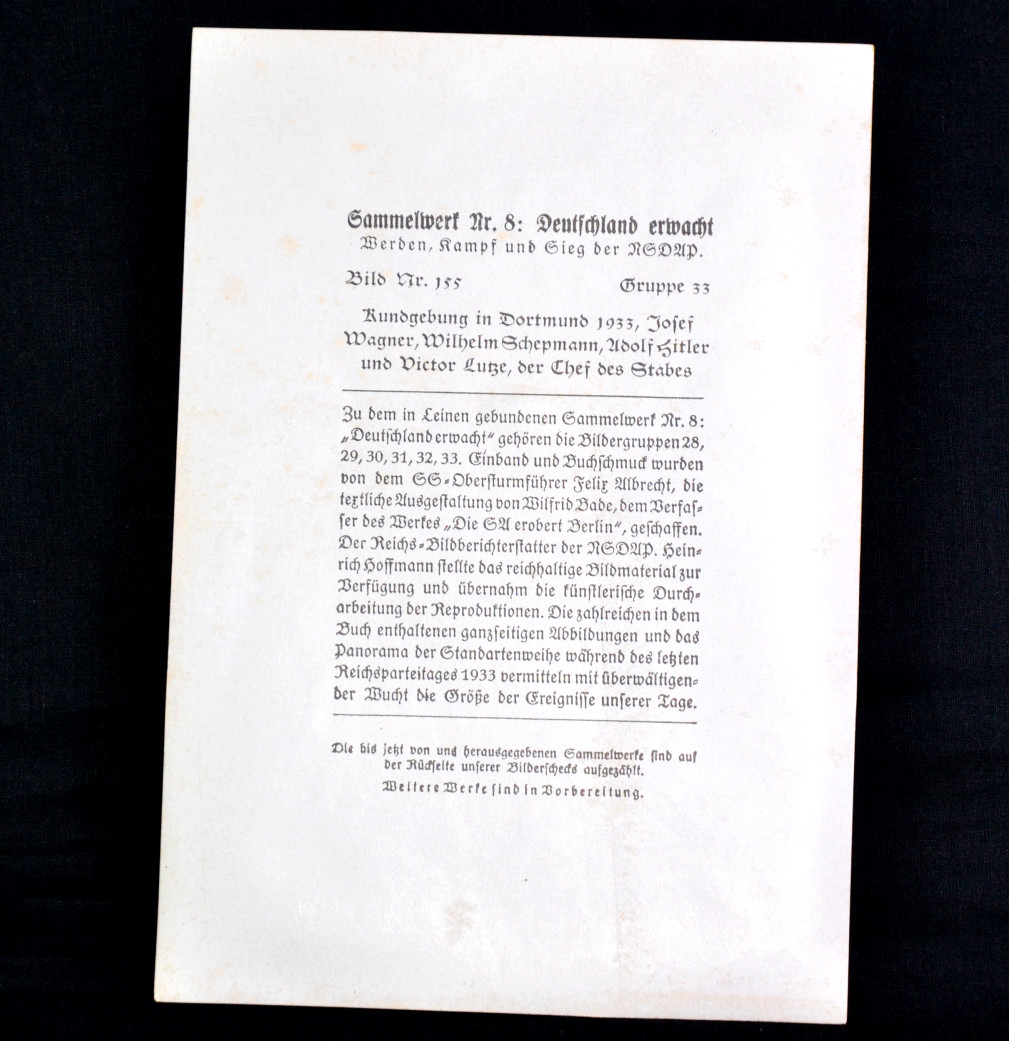 Sammelwerk Nr. 8: Deutschland erwacht
Werden, Kampf und Sieg der NSDAP.
Bild Nr. 155 Gruppe 33
Kundgebung in Dortmund 1933, Josef
Wagner, Wilhelm Schepmann, Adolf Hitler
und Victor Lutze, der Chef des Stabes
Zu dem in Leinen gebundenen Sammelwerk Nr. 8:
„Deutschland erwacht“ gehören die Bildergruppen 28,
29, 30, 31, 32, 33. Einband und Buchschmuck wurden
von dem SS-Obersturmführer Felix Albrecht, die
textliche Ausgestaltung von Wilfrid Bade, dem Verfas-
ser des Werkes „Die SA erobert Berlin“, geschaffen.
Der Reichs-Bildberichterstatter der NSDAP. Hein-
rich Hoffmann stellte das reichhaltige Bildmaterial zur
Verfügung und übernahm die künstlerische Durch-
arbeitung der Reproduktionen. Die zahlreichen in dem
Buch enthaltenen ganzseitigen Abbildungen und das
Panorama der Standartenweihe während des letzten
Reichsparteitages 1933 vermitteln mit überwältigen-
der Wucht die Größe der Ereignisse unserer Tage.
Die bis jetzt von uns herausgegebenen Sammelwerke sind auf
der Rückseite unserer Bilderschecks aufgezählt.
Weitere Werke sind in Vorbereitung.